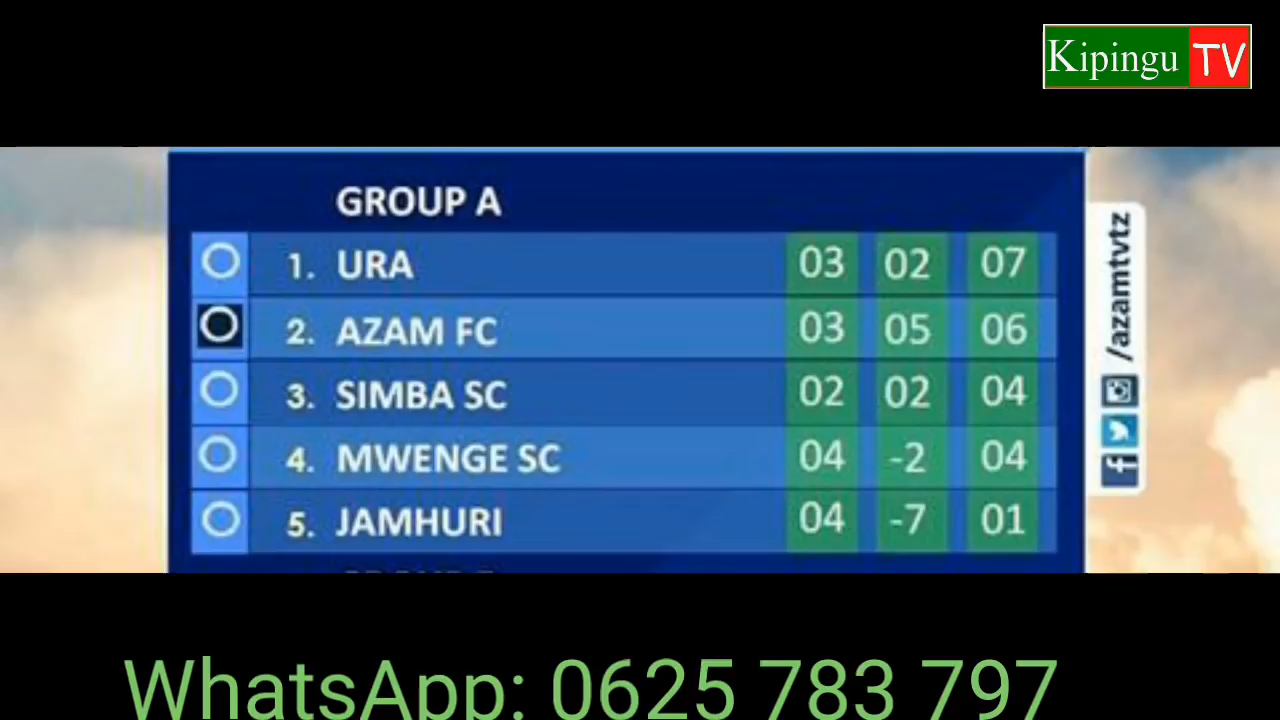 Kipingu TV
GROUP A
1. URA 03 02 07
2. AZAM FC 03 05 06
3. SIMBA SC 02 02 04
4. MWENGE SC 04 -2 04
5. JAMHURI 04 -7 01
/azamtvtz
WhatsApp: 0625 783 797